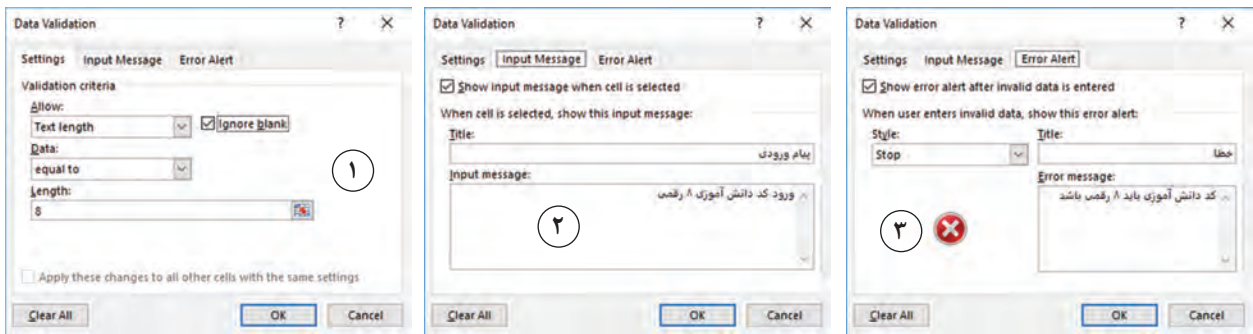 Data Validation ? ×
Settings Input Message Error Alert
Validation criteria
Allow:
Text length
Ignore blank
Data:
equal to
Length:
8
۱
Apply these changes to all other cells with the same settings
Clear All OK Cancel
Data Validation ? ×
Settings Input Message Error Alert
Show input message when cell is selected
When cell is selected, show this input message:
Title:
پیام ورودی
Input message:
ورود کد دانش آموزی ۸ رقمی
۲
Clear All OK Cancel
Data Validation ? ×
Settings Input Message Error Alert
Show error alert after invalid data is entered
When user enters invalid data, show this error alert:
Style: Title:
Stop خطا
Error message:
کد دانش آموزی باید ۸ رقمی باشد
۳
Clear All OK Cancel